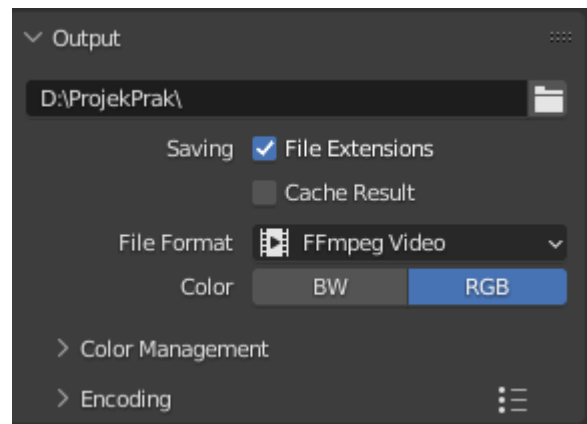 Output
D:\ProjekPrak\
Saving File Extensions
Cache Result
File Format FFmpeg Video
Color BW RGB
Color Management
Encoding